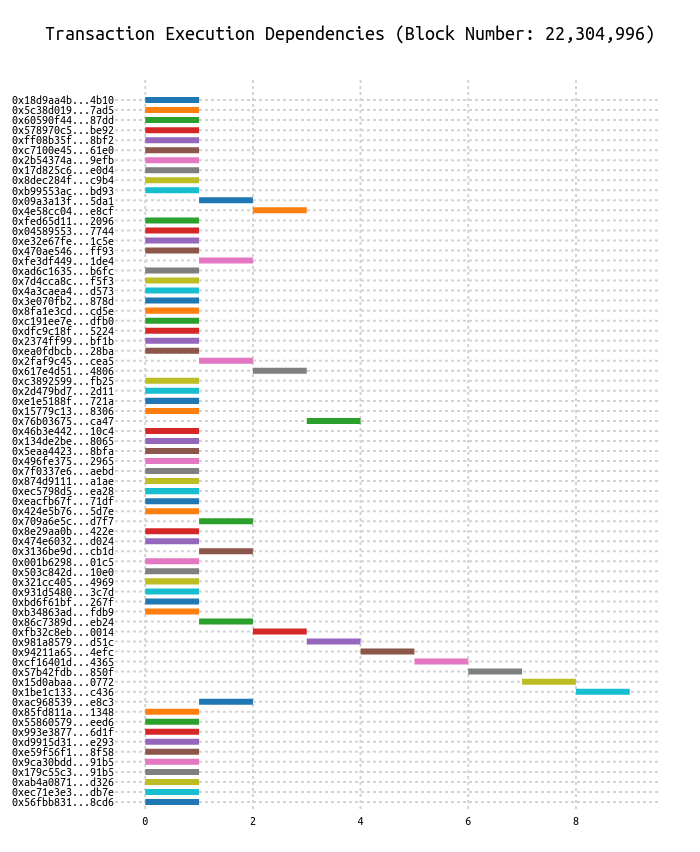 Transaction Execution Dependencies (Block Number: 22,304,996)
0x18d9aa4b...4b10
0x5c38d019...7ad5
0x60590f44...87dd
0x578970c5...be92
0xff08b35f...8bf2
0xc7100e45...61e0
0x2b54374a...9efb
0x17d825c6...e0d4
0x8dec284f...c9b4
0xb99553ac...bd93
0x09a3a13f...5da1
0x4e58cc04...e8cf
0xfed65d11...2096
0x04589553...7744
0xe32e67fe...1c5e
0x470ae546...ff93
0xfe3df449...1de4
0xad6c1635...b6fc
0x7d4cca8c...f5f3
0x4a3caea4...d573
0x3e070fb2...878d
0x8fa1e3cd...cd5e
0xc191ee7e...dfb0
0xdfc9c18f...5224
0x2374ff99...bf1b
0xea0fdbcb...28ba
0x2faf9c45...cea5
0x617e4d51...4806
0xc3892599...fb25
0x2d479bd7...2d11
0xe1e5188f...721a
0x15779c13...8306
0x76b03675...ca47
0x46b3e442...10c4
0x134de2be...8065
0x5eaa4423...8bfa
0x496fe375...2965
0x7f0337e6...aebd
0x874d9111...a1ae
0xec5798d5...ea28
0xeacfb67f...71df
0x424e5b76...5d7e
0x709a6e5c...d7f7
0x8e29aa0b...422e
0x474e6032...d024
0x3136be9d...cb1d
0x001b6298...01c5
0x503c842d...10e0
0x321cc405...4969
0x931d5480...3c7d
0xbd6f61bf...267f
0xb34863ad...fdb9
0x86c7389d...eb24
0xfb32c8eb...0014
0x981a8579...d51c
0x94211a65...4efc
0xcf16401d...4365
0x57b42fdb...850f
0x15d0abaa...0772
0x1be1c133...c436
0xac968539...e8c3
0x85fd811a...1348
0x55860579...eed6
0x993e3877...6d1f
0xd9915d31...e293
0xe59f56f1...8f58
0x9ca30bdd...91b5
0x179c55c3...91b5
0xab4a0871...d326
0xec71e3e3...db7e
0x56fbb831...8cd6
0 2 4 6 8